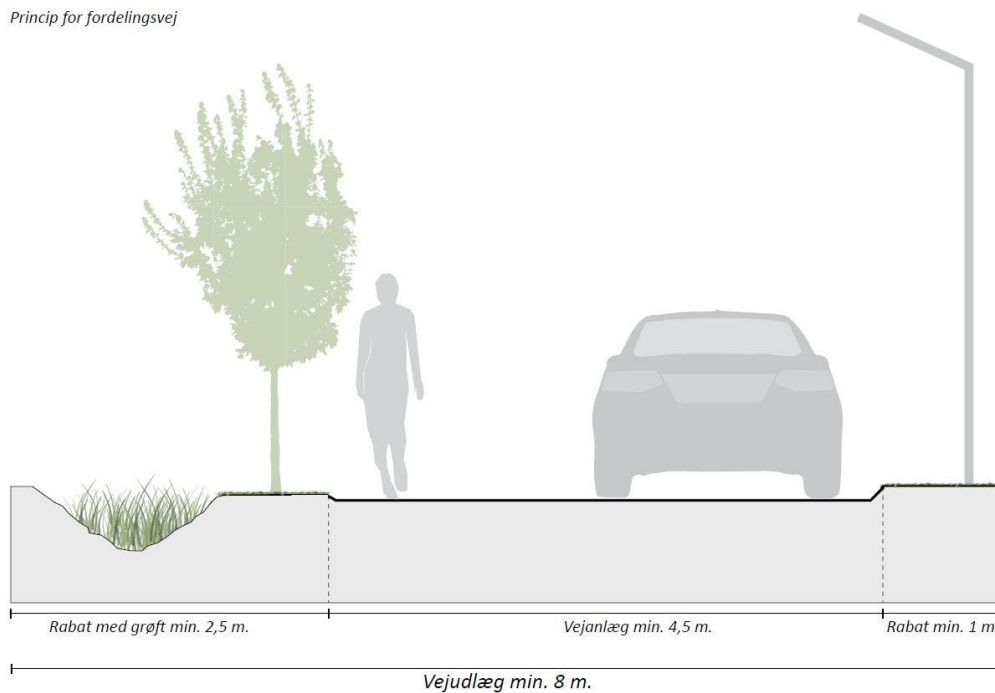 Princip for fordelingsvej
Rabat med grøft min. 2,5 m.
Vejanlæg min. 4,5 m.
Rabat min. 1 m
Vejudlæg min. 8 m.